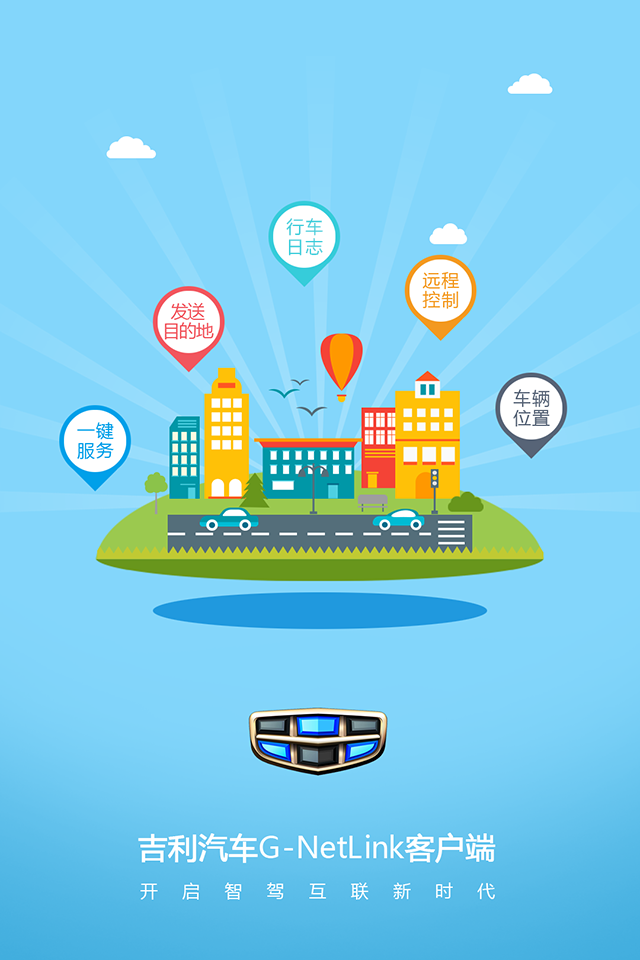 行车
日志
远程
控制
发送
目的地
车辆
位置
一键
服务
吉利汽车G-NetLink客户端
开启智驾互联新时代